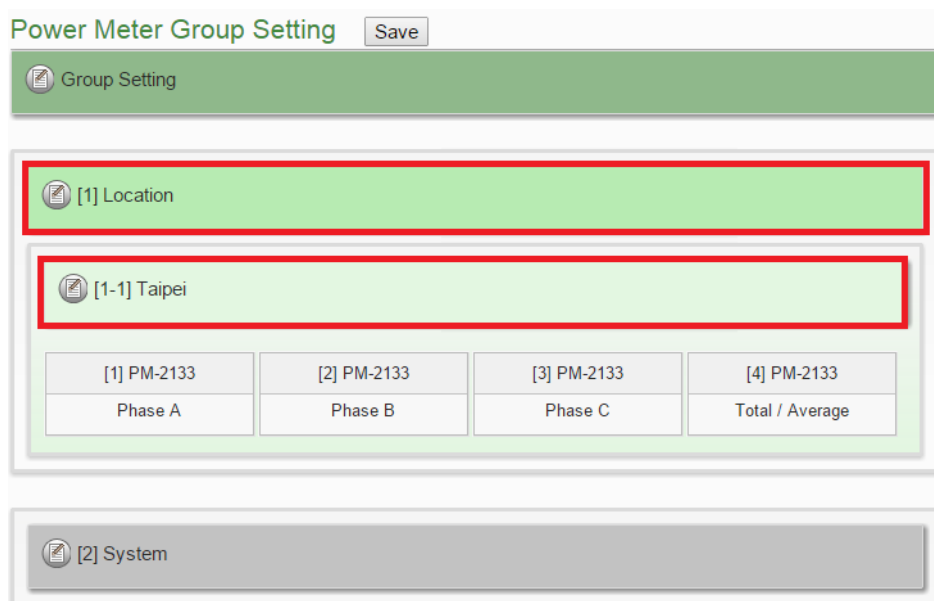 Power Meter Group Setting Save
Group Setting
[1] Location
[1-1] Taipei
[1] PM-2133 [2] PM-2133 [3] PM-2133 [4] PM-2133
Phase A Phase B Phase C Total / Average
[2] System